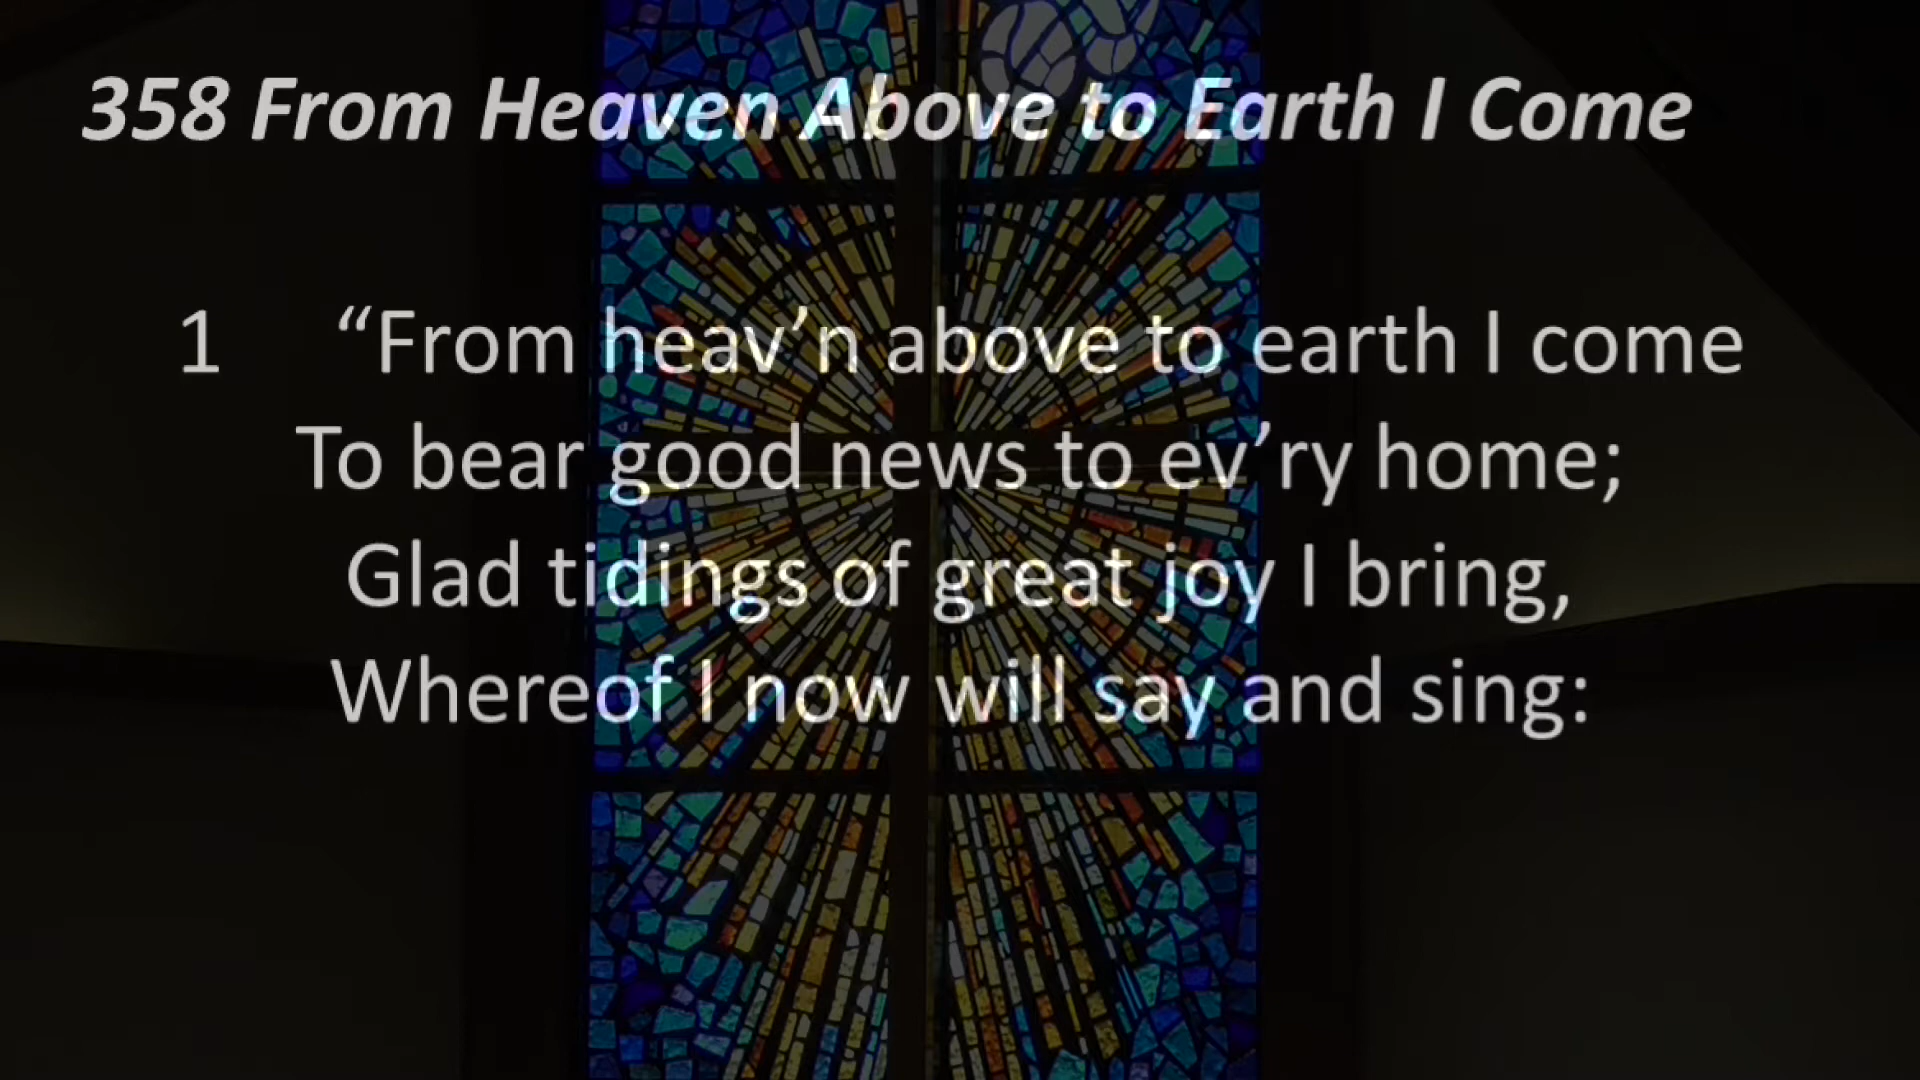 358 From Heaven Above to Earth I Come
1 “From heav’n above to earth I come
To bear good news to ev’ry home;
Glad tidings of great joy I bring,
Whereof I now will say and sing: